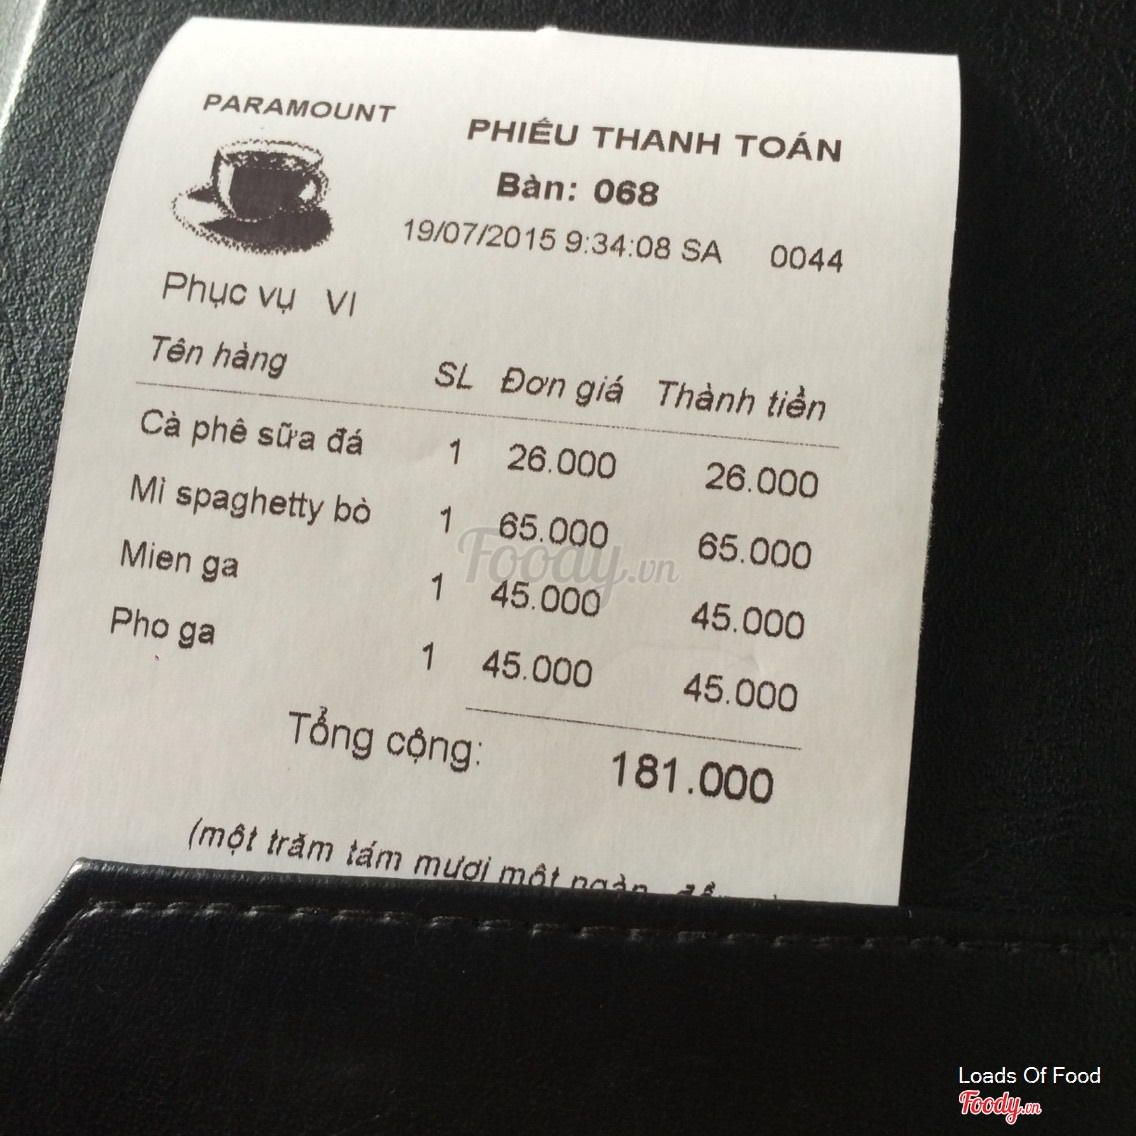 PARAMOUNT
PHIẾU THANH TOÁN
Bàn: 068
19/07/2015 9:34:08 SA 0044
Phục vụ VI
Tên hàng SL Đơn giá Thành tiền
Cà phê sữa đá 1 26.000 26.000
Mì spaghetty bò 1 65.000 65.000
Mien ga 1 45.000 45.000
Pho ga 1 45.000 45.000
Tổng cộng: 181.000
(một trăm tám mươi một ngàn
Foody.vn
Loads Of Food
Foody.vn